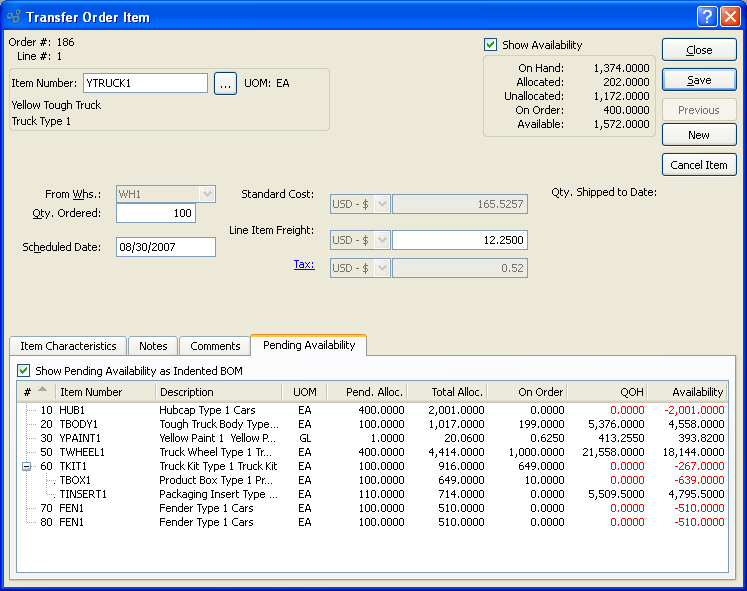 Transfer Order Item
Order #: 186
Line #: 1
Item Number: YTRUCK1 ... UOM: EA
Yellow Tough Truck
Truck Type 1
Show Availability
On Hand: 1,374.0000
Allocated: 202.0000
Unallocated: 1,172.0000
On Order: 400.0000
Available: 1,572.0000
Close
Save
Previous
New
Cancel Item
From Whs.: WH1
Qty. Ordered: 100
Scheduled Date: 08/30/2007
Standard Cost: USD - $ 165.5257
Line Item Freight: USD - $ 12.2500
Tax: USD - $ 0.52
Qty. Shipped to Date:
Item Characteristics Notes Comments Pending Availability
Show Pending Availability as Indented BOM
# Item Number Description UOM Pend. Alloc. Total Alloc. On Order QOH Availability
10 HUB1 Hubcap Type 1 Cars EA 400.0000 2,001.0000 0.0000 0.0000 -2,001.0000
20 TBODY1 Tough Truck Body Type... EA 100.0000 1,017.0000 199.0000 5,376.0000 4,558.0000
30 YPAINT1 Yellow Paint 1 Yellow P... GL 1.0000 20.0600 0.6250 413.2550 393.8200
50 TWHEEL1 Truck Wheel Type 1 Tr... EA 400.0000 4,414.0000 1,000.0000 21,558.0000 18,144.0000
60 TKIT1 Truck Kit Type 1 Truck Kit EA 100.0000 916.0000 649.0000 0.0000 -267.0000
TBOX1 Product Box Type 1 Pr... EA 100.0000 649.0000 10.0000 0.0000 -639.0000
TINSERT1 Packaging Insert Type ... EA 110.0000 714.0000 0.0000 5,509.5000 4,795.5000
70 FEN1 Fender Type 1 Cars EA 100.0000 510.0000 0.0000 0.0000 -510.0000
80 FEN1 Fender Type 1 Cars EA 100.0000 510.0000 0.0000 0.0000 -510.0000